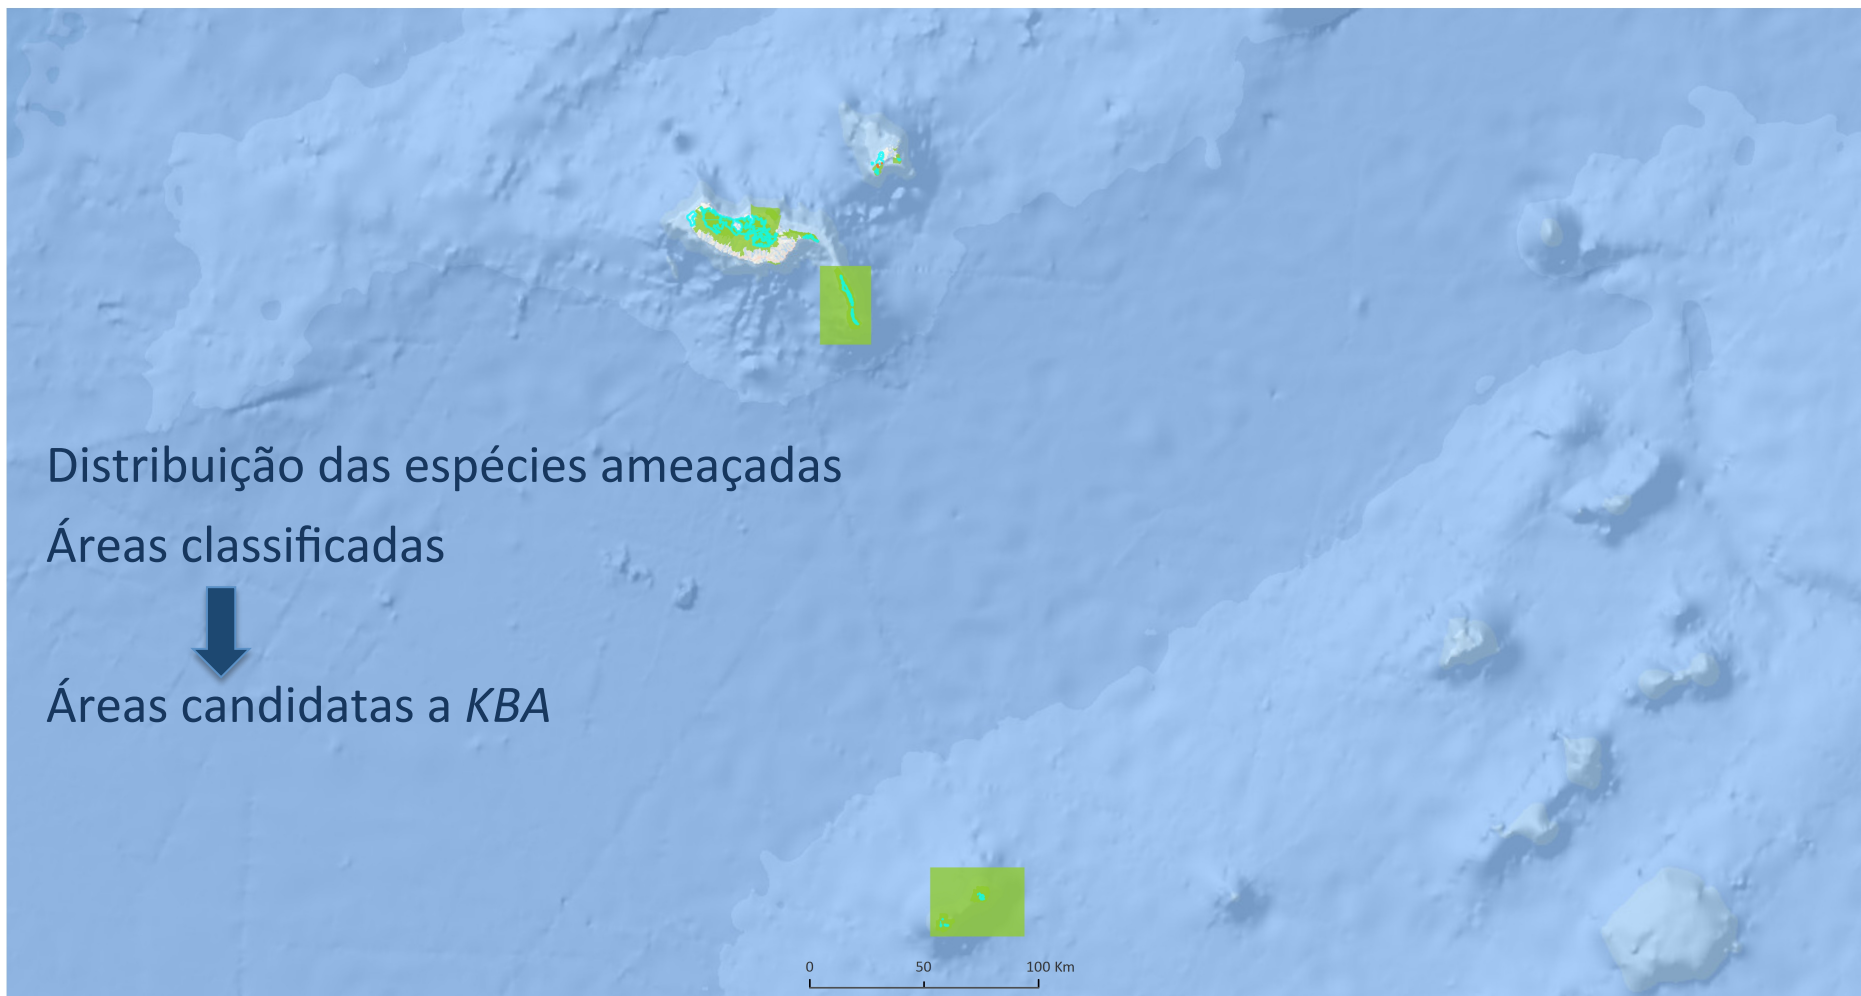 Distribuição das espécies ameaçadas
Áreas classificadas
Áreas candidatas a KBA
0 50 100 Km